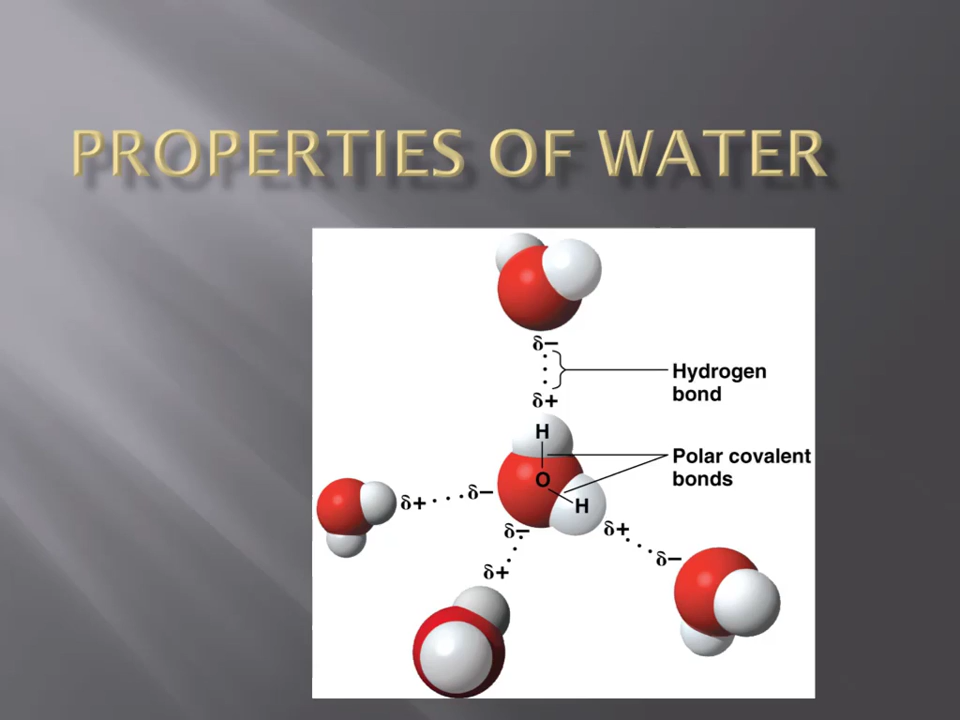 PROPERTIES OF WATER
δ–
Hydrogen
bond
δ+
H
Polar covalent
bonds
O
δ+
δ–
H
δ–
δ+
δ–
δ+